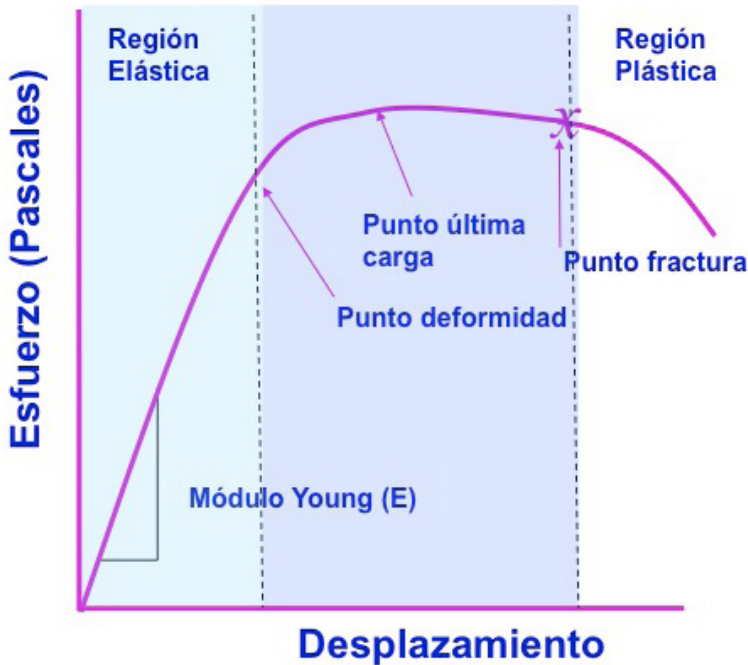 Región
Elástica
Región
Plástica
Esfuerzo (Pascales)
X
Punto última
carga
Punto fractura
Punto deformidad
Módulo Young (E)
Desplazamiento